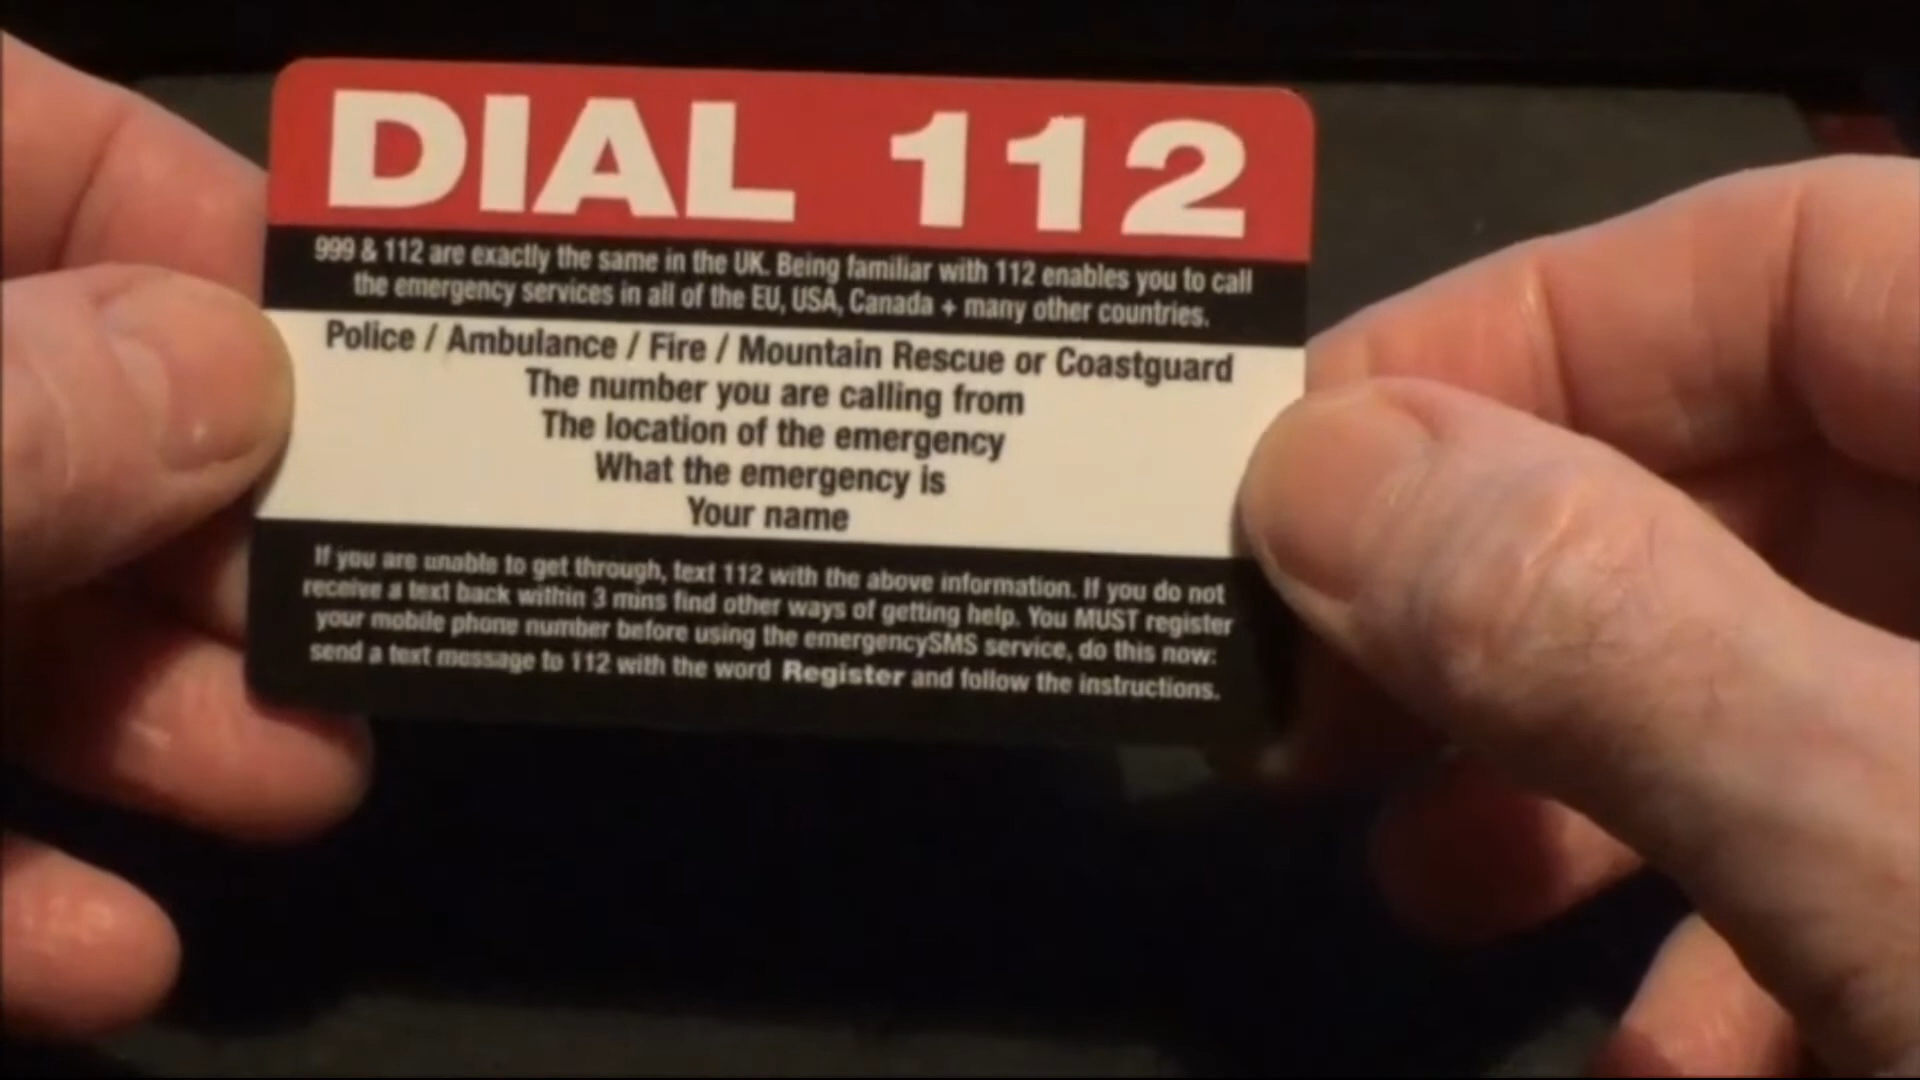 DIAL 112
999 & 112 are exactly the same in the UK. Being familiar with 112 enables you to call
the emergency services in all of the EU, USA, Canada + many other countries.
Police / Ambulance / Fire / Mountain Rescue or Coastguard
The number you are calling from
The location of the emergency
What the emergency is
Your name
If you are unable to get through, text 112 with the above information. If you do not
receive a text back within 3 mins find other ways of getting help. You MUST register
your mobile phone number before using the emergencySMS service, do this now:
send a text message to 112 with the word Register and follow the instructions.